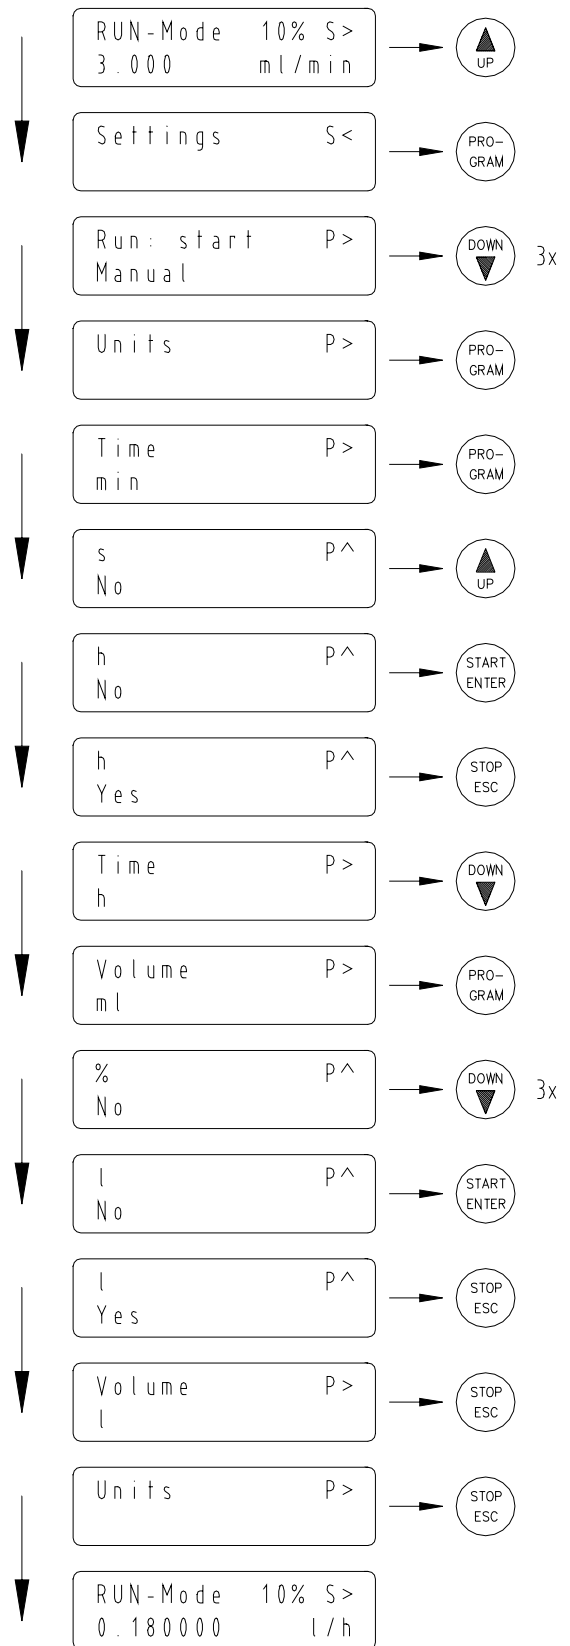 RUN-Mode 10% S>
3.000 ml/min
UP
Settings S<
PRO-
GRAM
Run: start P>
Manual
DOWN
3x
Units P>
PRO-
GRAM
Time P>
min
PRO-
GRAM
s P^
No
UP
h P^
No
START
ENTER
h P^
Yes
STOP
ESC
Time P>
h
DOWN
Volume P>
ml
PRO-
GRAM
% P^
No
DOWN
3x
l P^
No
START
ENTER
l P^
Yes
STOP
ESC
Volume P>
l
STOP
ESC
Units P>
STOP
ESC
RUN-Mode 10% S>
0.180000 l/h